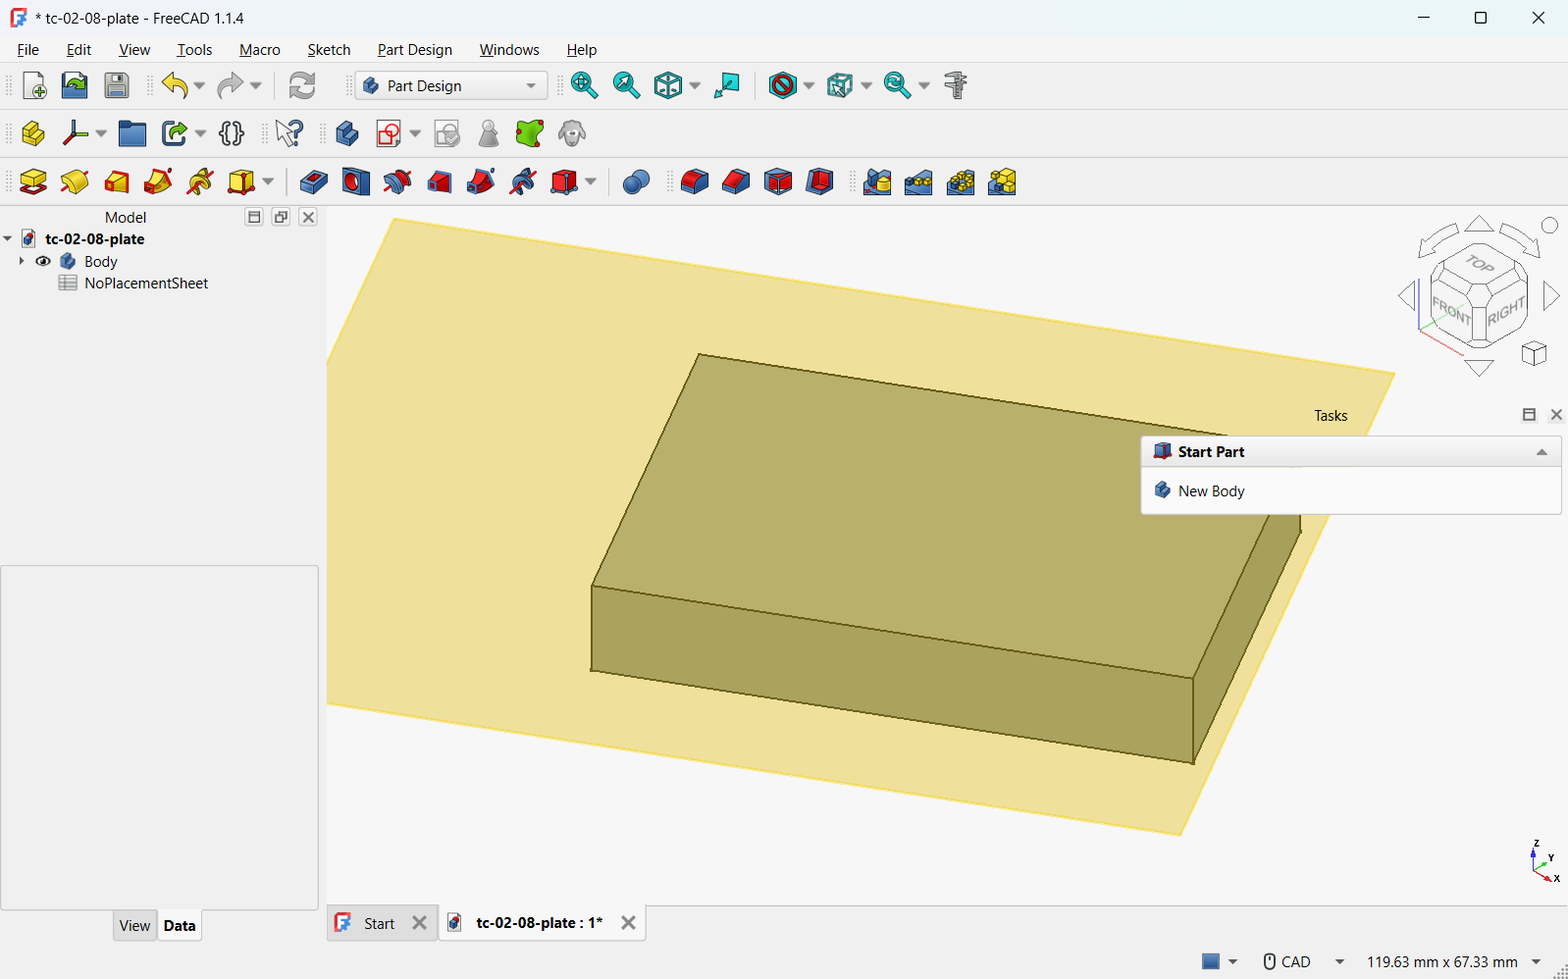 * tc-02-08-plate - FreeCAD 1.1.4
File Edit View Tools Macro Sketch Part Design Windows Help
Part Design
Model
tc-02-08-plate
Body
NoPlacementSheet
TOP
FRONT
RIGHT
Tasks
Start Part
New Body
Z
Y
X
View Data
Start tc-02-08-plate : 1*
CAD 119.63 mm x 67.33 mm